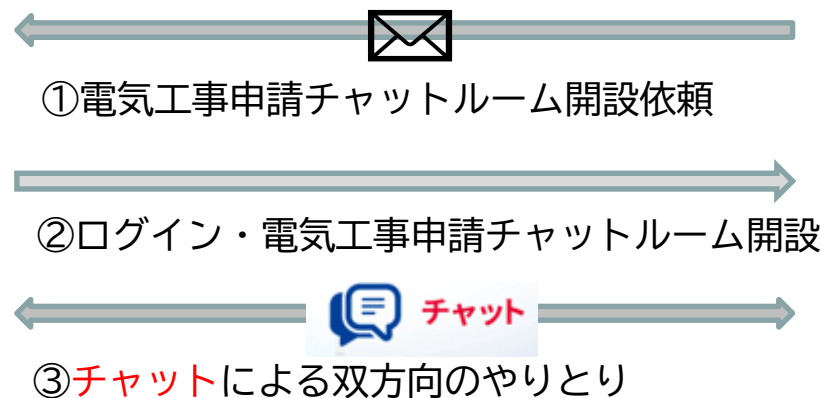 ①電気工事申請チャットルーム開設依頼
②ログイン・電気工事申請チャットルーム開設
チャット
③チャットによる双方向のやりとり